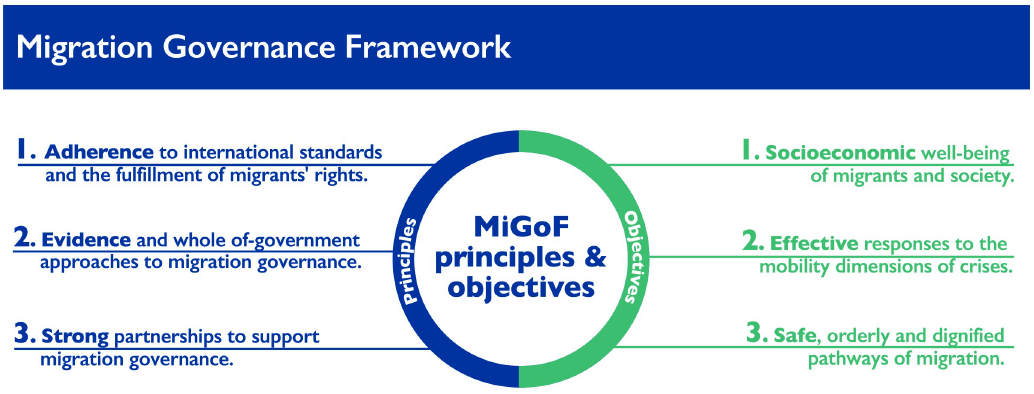 Migration Governance Framework
1. Adherence to international standards
and the fulfillment of migrants' rights.
2. Evidence and whole of-government
approaches to migration governance.
3. Strong partnerships to support
migration governance.
Principles
MiGoF
principles &
objectives
Objectives
1. Socioeconomic well-being
of migrants and society.
2. Effective responses to the
mobility dimensions of crises.
3. Safe, orderly and dignified
pathways of migration.